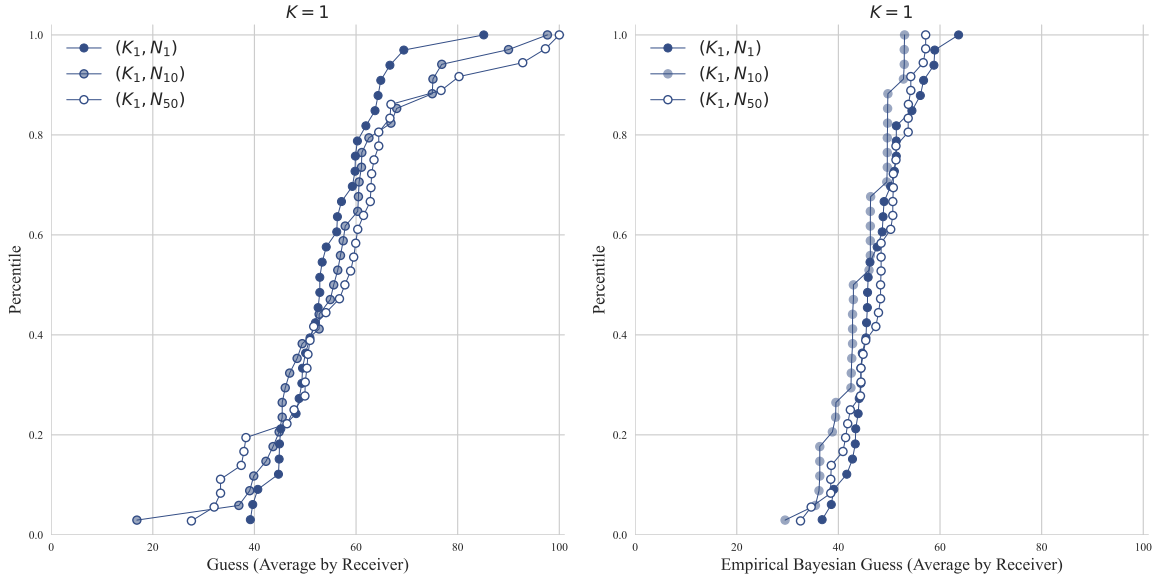 K = 1
1.0
0.8
0.6
0.4
0.2
0.0
Percentile
(K₁, N₁)
(K₁, N₁₀)
(K₁, N₅₀)
0
20
40
60
80
100
Guess (Average by Receiver)
K = 1
1.0
0.8
0.6
0.4
0.2
0.0
Percentile
(K₁, N₁)
(K₁, N₁₀)
(K₁, N₅₀)
0
20
40
60
80
100
Empirical Bayesian Guess (Average by Receiver)